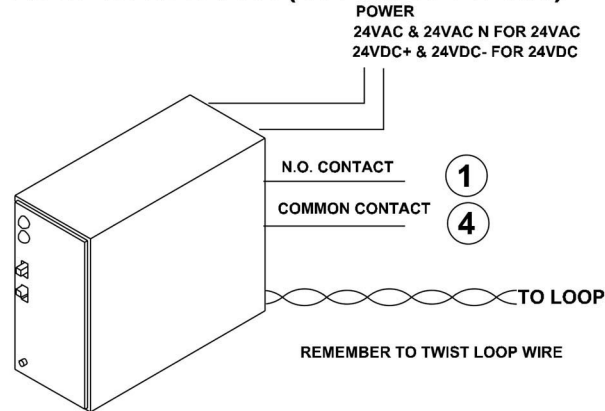 POWER
24VAC & 24VAC N FOR 24VAC
24VDC+ & 24VDC- FOR 24VDC
N.O. CONTACT
1
COMMON CONTACT
4
TO LOOP
REMEMBER TO TWIST LOOP WIRE